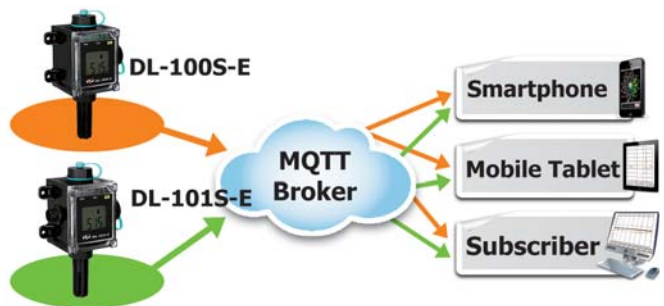 DL-100S-E
DL-101S-E
MQTT
Broker
Smartphone
Mobile Tablet
Subscriber